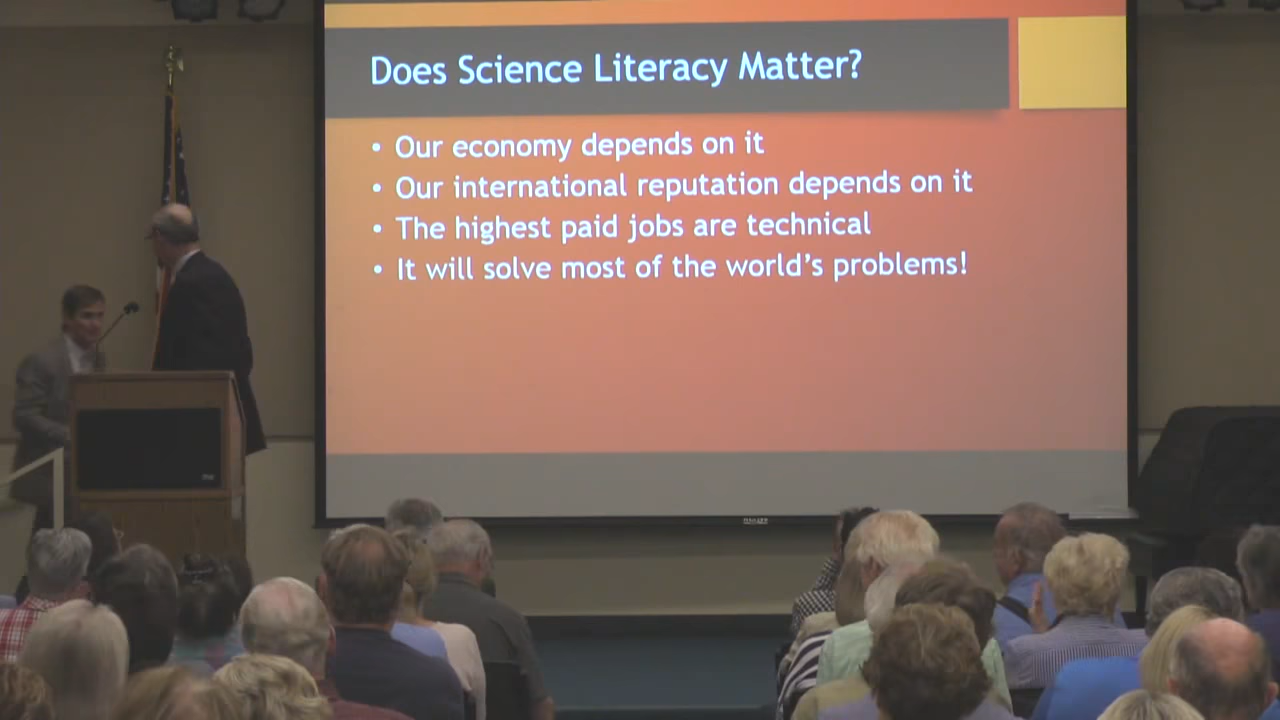 Does Science Literacy Matter?
• Our economy depends on it
• Our international reputation depends on it
• The highest paid jobs are technical
• It will solve most of the world's problems!